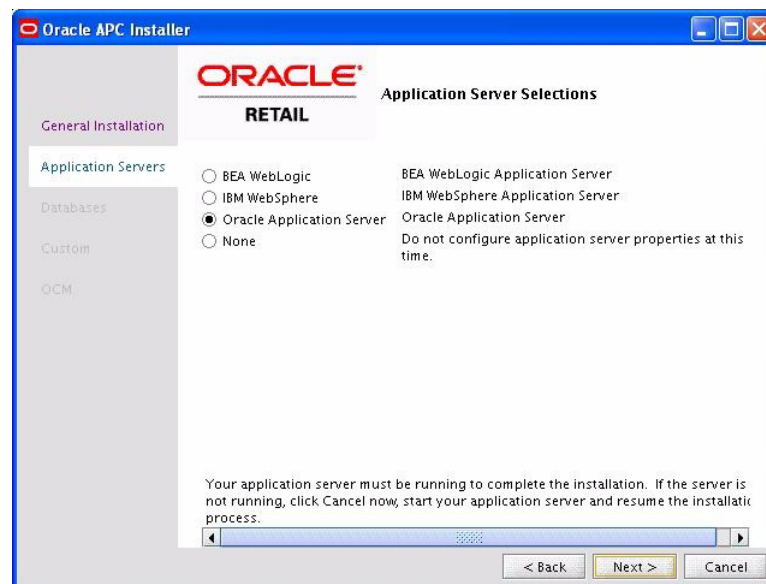 Oracle APC Installer
ORACLE
RETAIL
Application Server Selections
General Installation
Application Servers
Databases
Custom
OCM
BEA WebLogic BEA WebLogic Application Server
IBM WebSphere IBM WebSphere Application Server
Oracle Application Server Oracle Application Server
None Do not configure application server properties at this
time.
Your application server must be running to complete the installation. If the server is
not running, click Cancel now, start your application server and resume the installatic
process.
< Back Next > Cancel